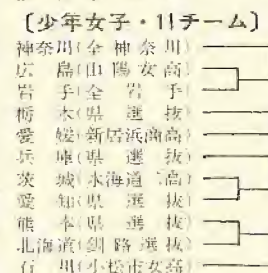 〔少年女子・11チーム〕
神奈川(全神奈川)
広島(山陽女高)
岩手(全岩手)
栃木(県選抜)
愛媛(新居浜商高)
兵庫(県選抜)
茨城(水海道二高)
愛知(県選抜)
熊本(県選抜)
北海道(釧路選抜)
石川(小松市女高)